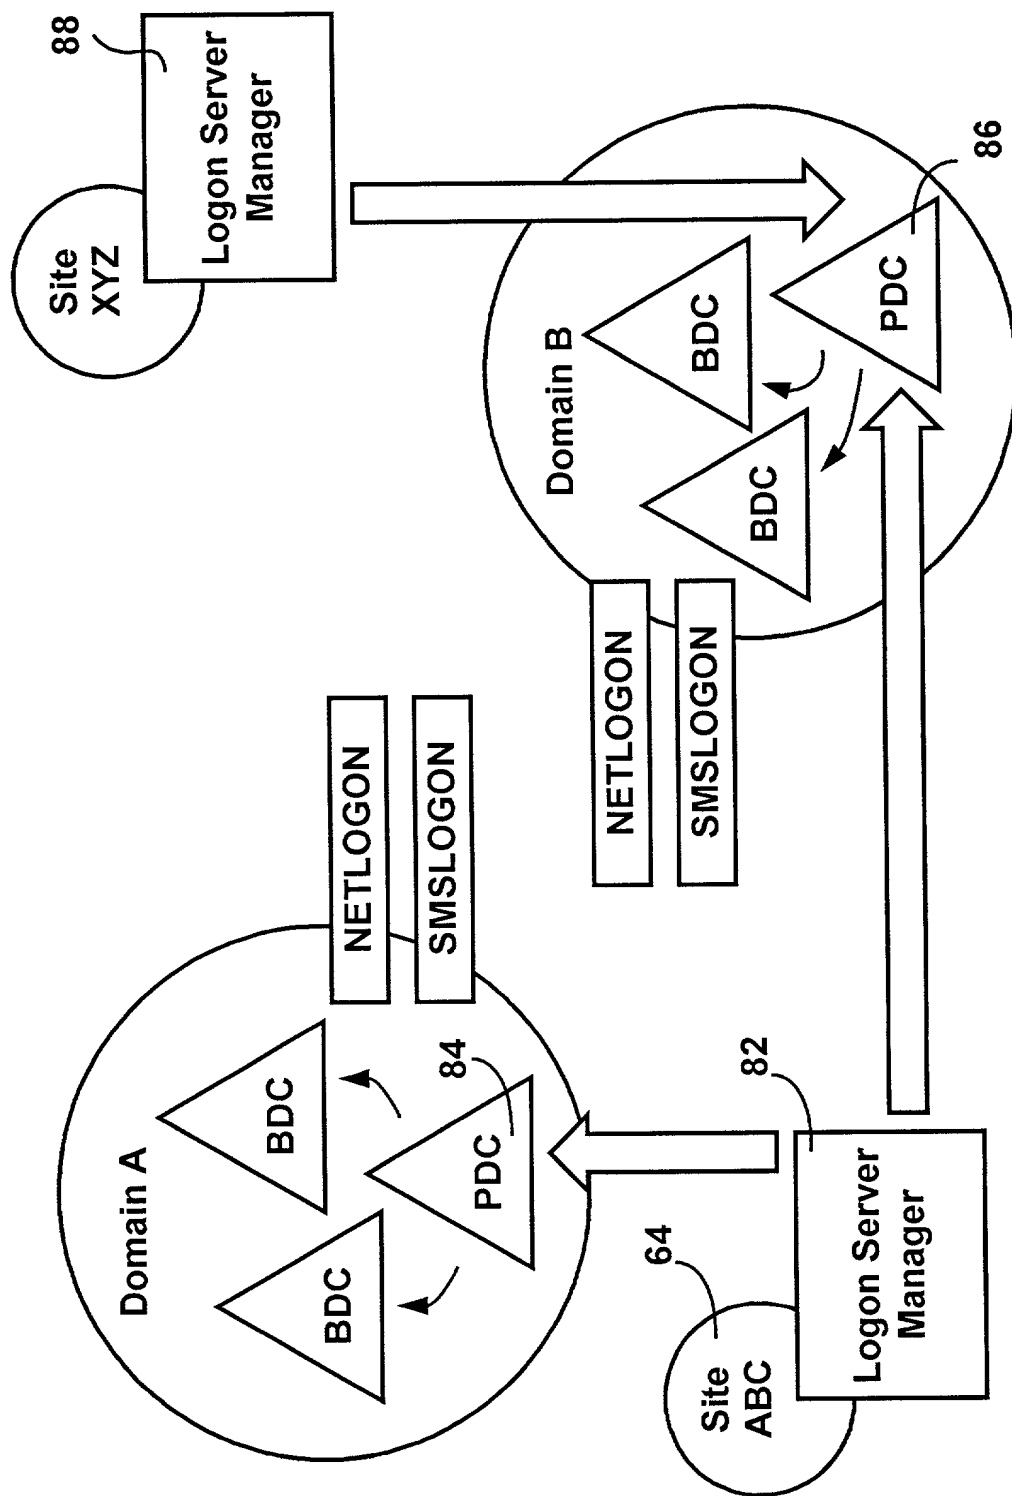 Domain A
BDC
BDC
PDC
84
NETLOGON
SMSLOGON
Site
ABC
64
Logon Server
Manager
82
Site
XYZ
Logon Server
Manager
88
Domain B
BDC
BDC
PDC
86
NETLOGON
SMSLOGON